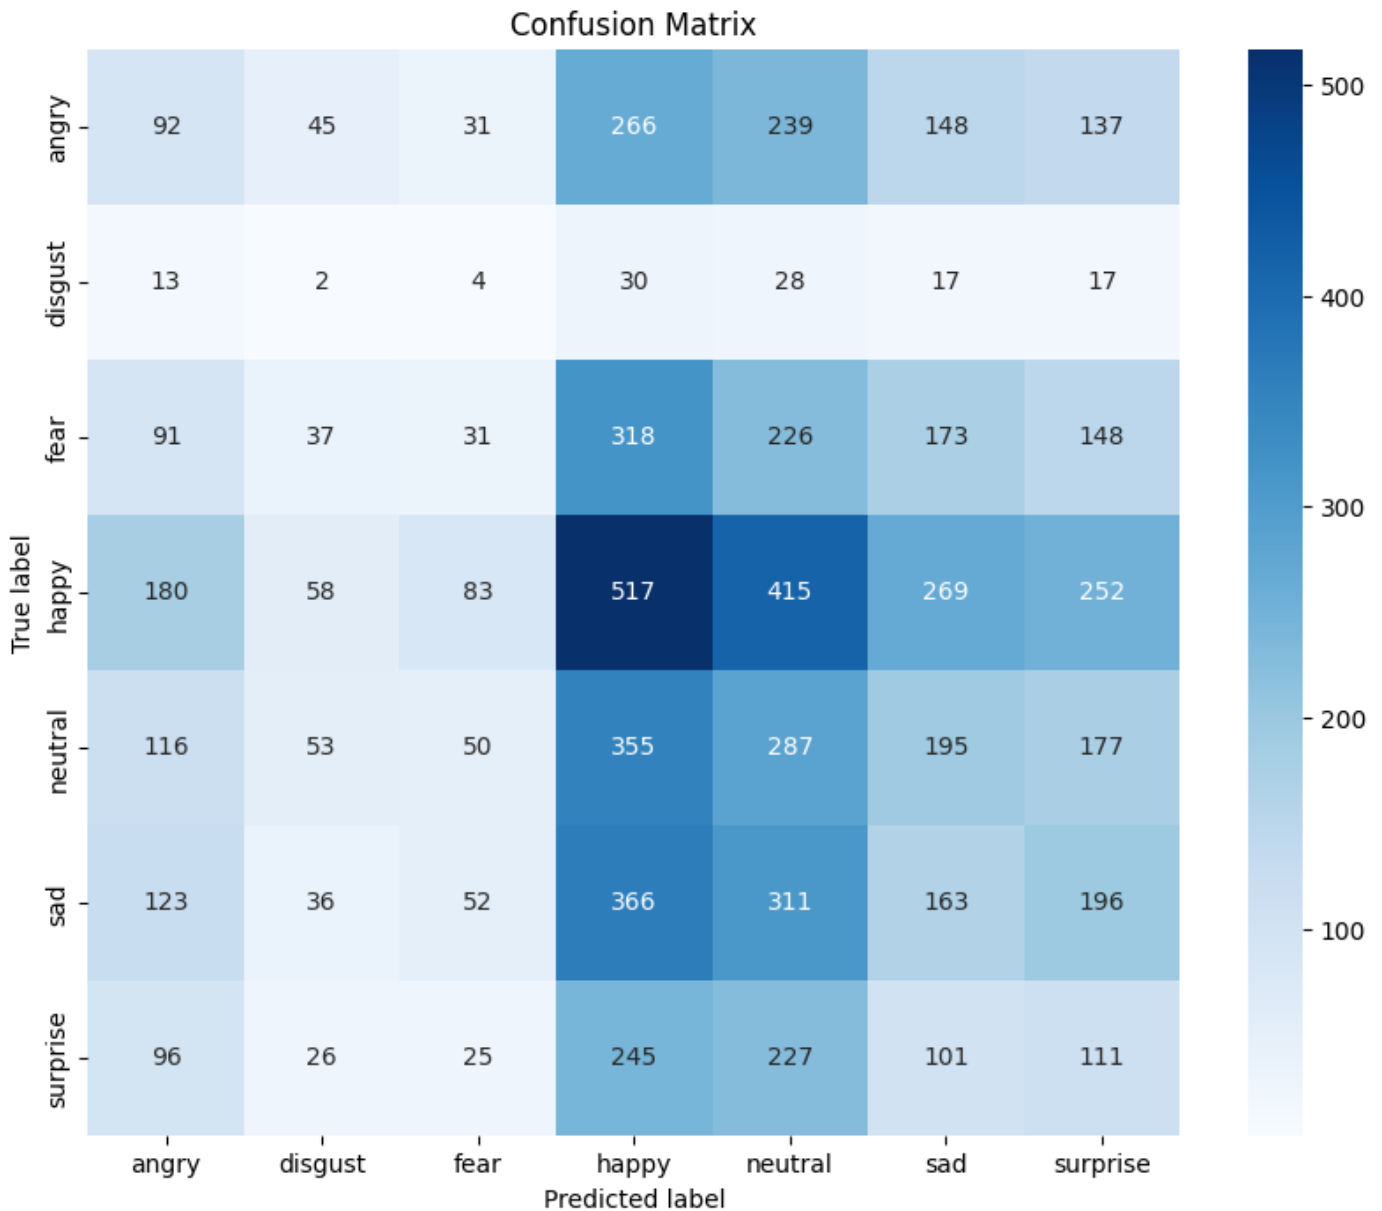 Confusion Matrix
angry 92 45 31 266 239 148 137
disgust 13 2 4 30 28 17 17
fear 91 37 31 318 226 173 148
happy 180 58 83 517 415 269 252
neutral 116 53 50 355 287 195 177
sad 123 36 52 366 311 163 196
surprise 96 26 25 245 227 101 111
angry disgust fear happy neutral sad surprise
Predicted label
True label
500
400
300
200
100